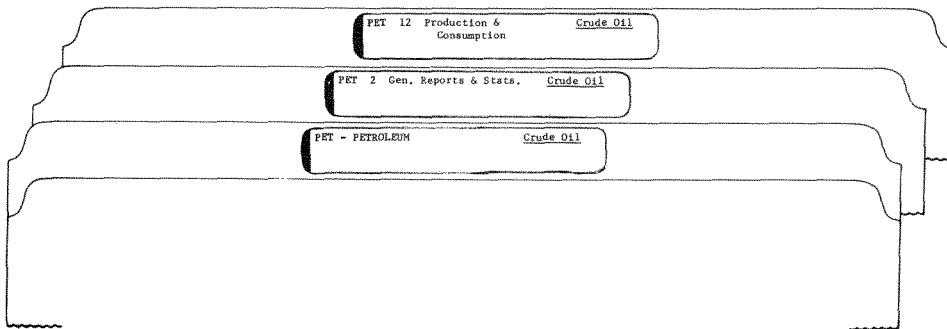 PET 12 Production & Crude Oil
Consumption
PET 2 Gen. Reports & Stats. Crude Oil
PET - PETROLEUM Crude Oil